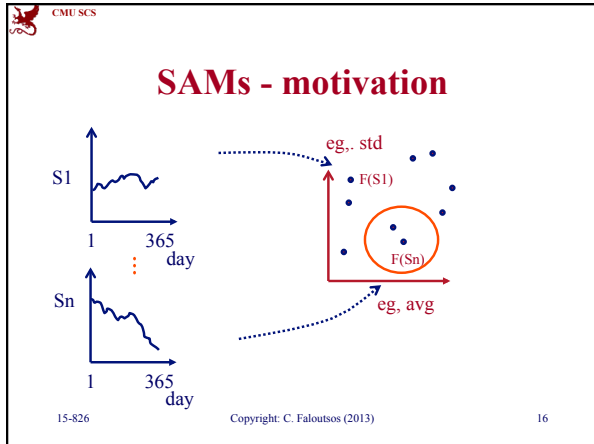 CMU SCS
SAMs - motivation
S1
1 365
day
Sn
1 365
day
eg,. std
F(S1)
F(Sn)
eg, avg
15-826 Copyright: C. Faloutsos (2013) 16